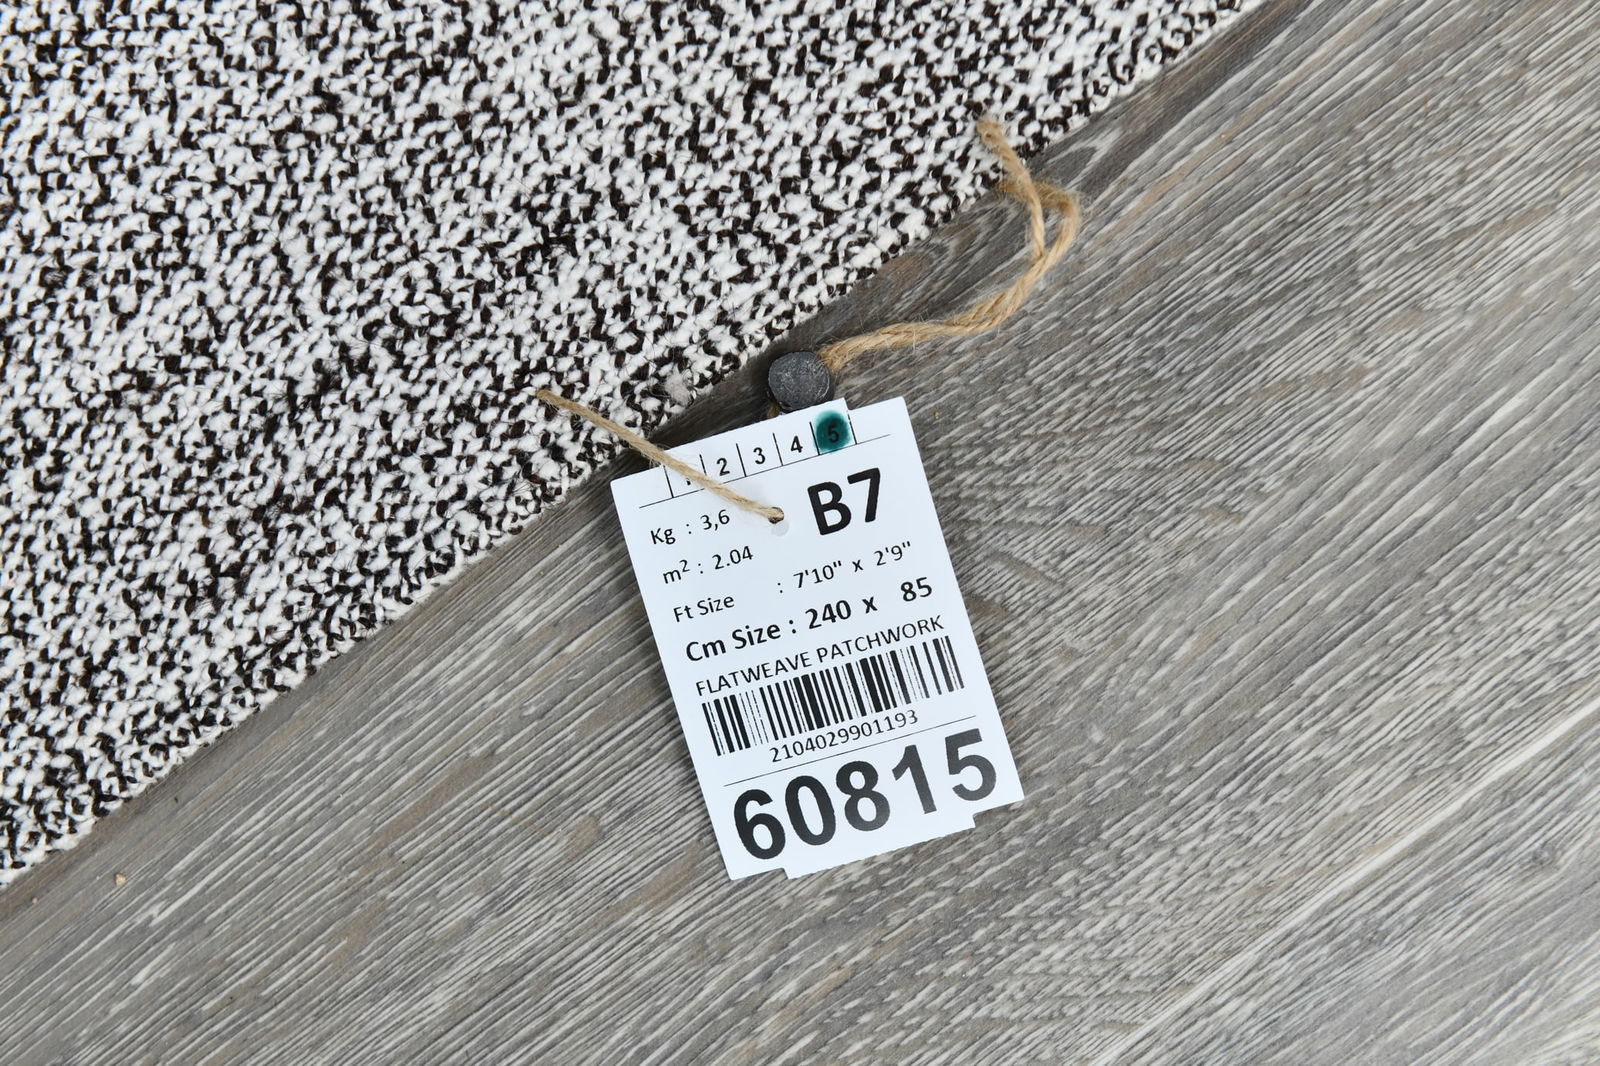 2 3 4 5
B7
Kg : 3,6
m² : 2.04
Ft Size : 7'10" x 2'9"
Cm Size : 240 x 85
FLATWEAVE PATCHWORK
2104029901193
60815